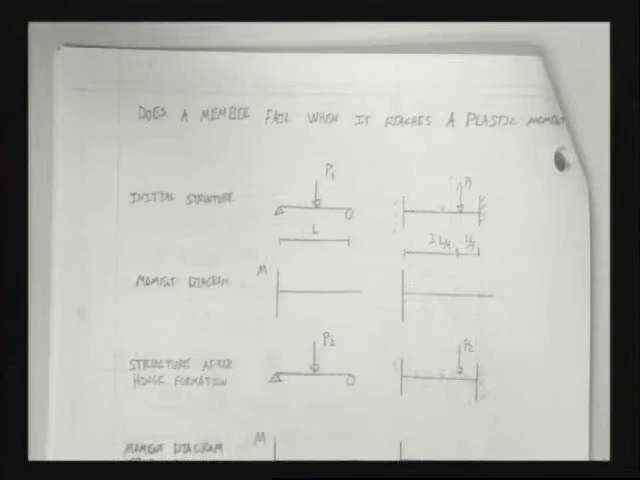 DOES A MEMBER FAIL WHEN IT REACHES A PLASTIC MOMENT
P1 P1
INITIAL STRUCTURE
L 3L/4
M
MOMENT DIAGRAM
P2 P2
STRUCTURE AFTER
HINGE FORMATION
M
MOMENT DIAGRAM